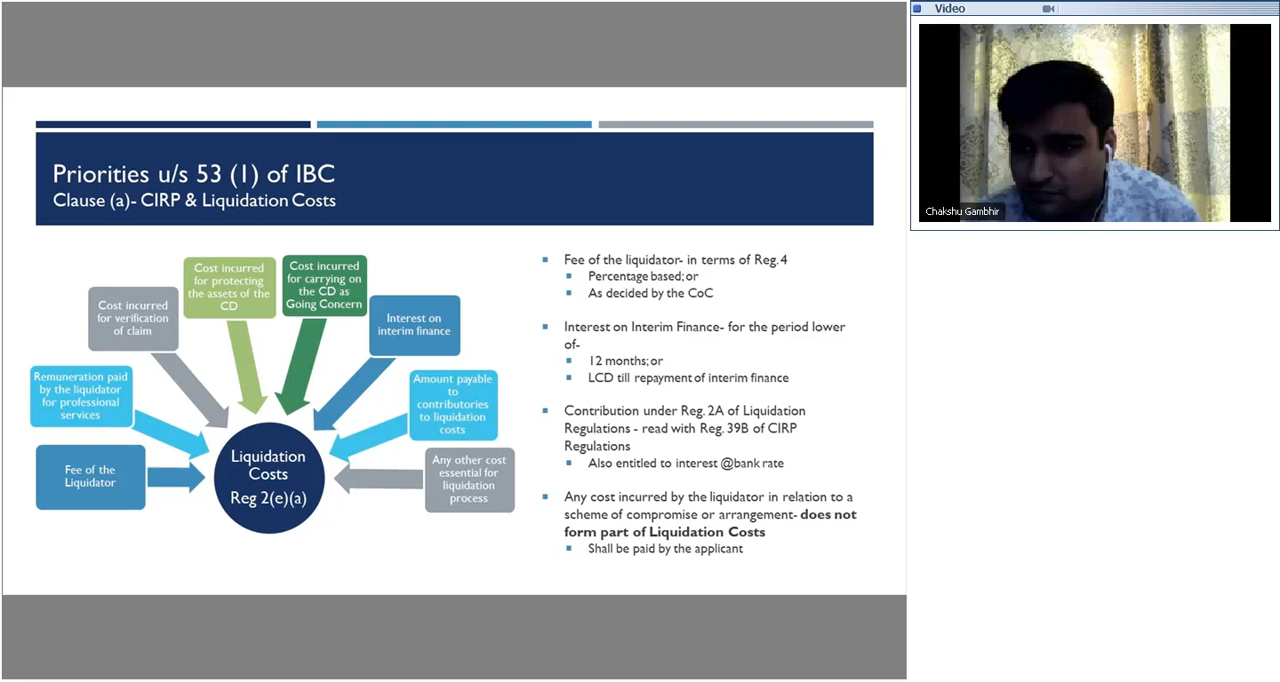 Video
Chakshu Gambhir
Priorities u/s 53 (1) of IBC
Clause (a)- CIRP & Liquidation Costs
Cost incurred
for protecting
the assets of the
CD
Cost incurred
for carrying on
the CD as
Going Concern
Cost incurred
for verification
of claim
Interest on
interim finance
Remuneration paid
by the liquidator
for professional
services
Amount payable
to
contributories
to liquidation
costs
Fee of the
Liquidator
Any other cost
essential for
liquidation
process
Liquidation
Costs
Reg 2(e)(a)
Fee of the liquidator- in terms of Reg. 4
Percentage based; or
As decided by the CoC
Interest on Interim Finance- for the period lower
of-
12 months; or
LCD till repayment of interim finance
Contribution under Reg. 2A of Liquidation
Regulations - read with Reg. 39B of CIRP
Regulations
Also entitled to interest @bank rate
Any cost incurred by the liquidator in relation to a
scheme of compromise or arrangement- does not
form part of Liquidation Costs
Shall be paid by the applicant